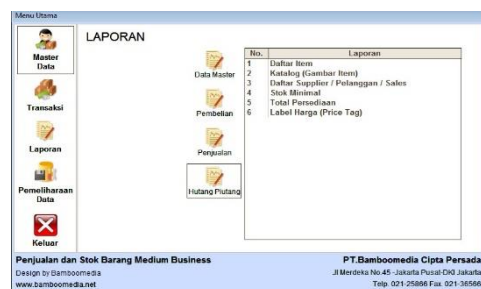 Menu Utama
LAPORAN
Master
Data
Transaksi
Laporan
Pemeliharaan
Data
Keluar
Data Master
Pembelian
Penjualan
Hutang Piutang
No. Laporan
1 Daftar Item
2 Katalog (Gambar Item)
3 Daftar Supplier / Pelanggan / Sales
4 Stok Minimal
5 Total Persediaan
6 Label Harga (Price Tag)
Penjualan dan Stok Barang Medium Business
Design by Bamboomedia
www.bamboomedia.net
PT.Bamboomedia Cipta Persada
Jl Merdeka No.45 -Jakarta Pusat-DKI Jakarta
Telp. 021-25866 Fax. 021-36566